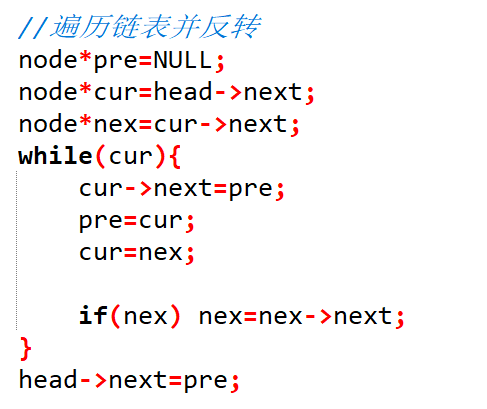 //遍历链表并反转
node*pre=NULL;
node*cur=head->next;
node*nex=cur->next;
while(cur){
    cur->next=pre;
    pre=cur;
    cur=nex;
    if(nex) nex=nex->next;
}
head->next=pre;